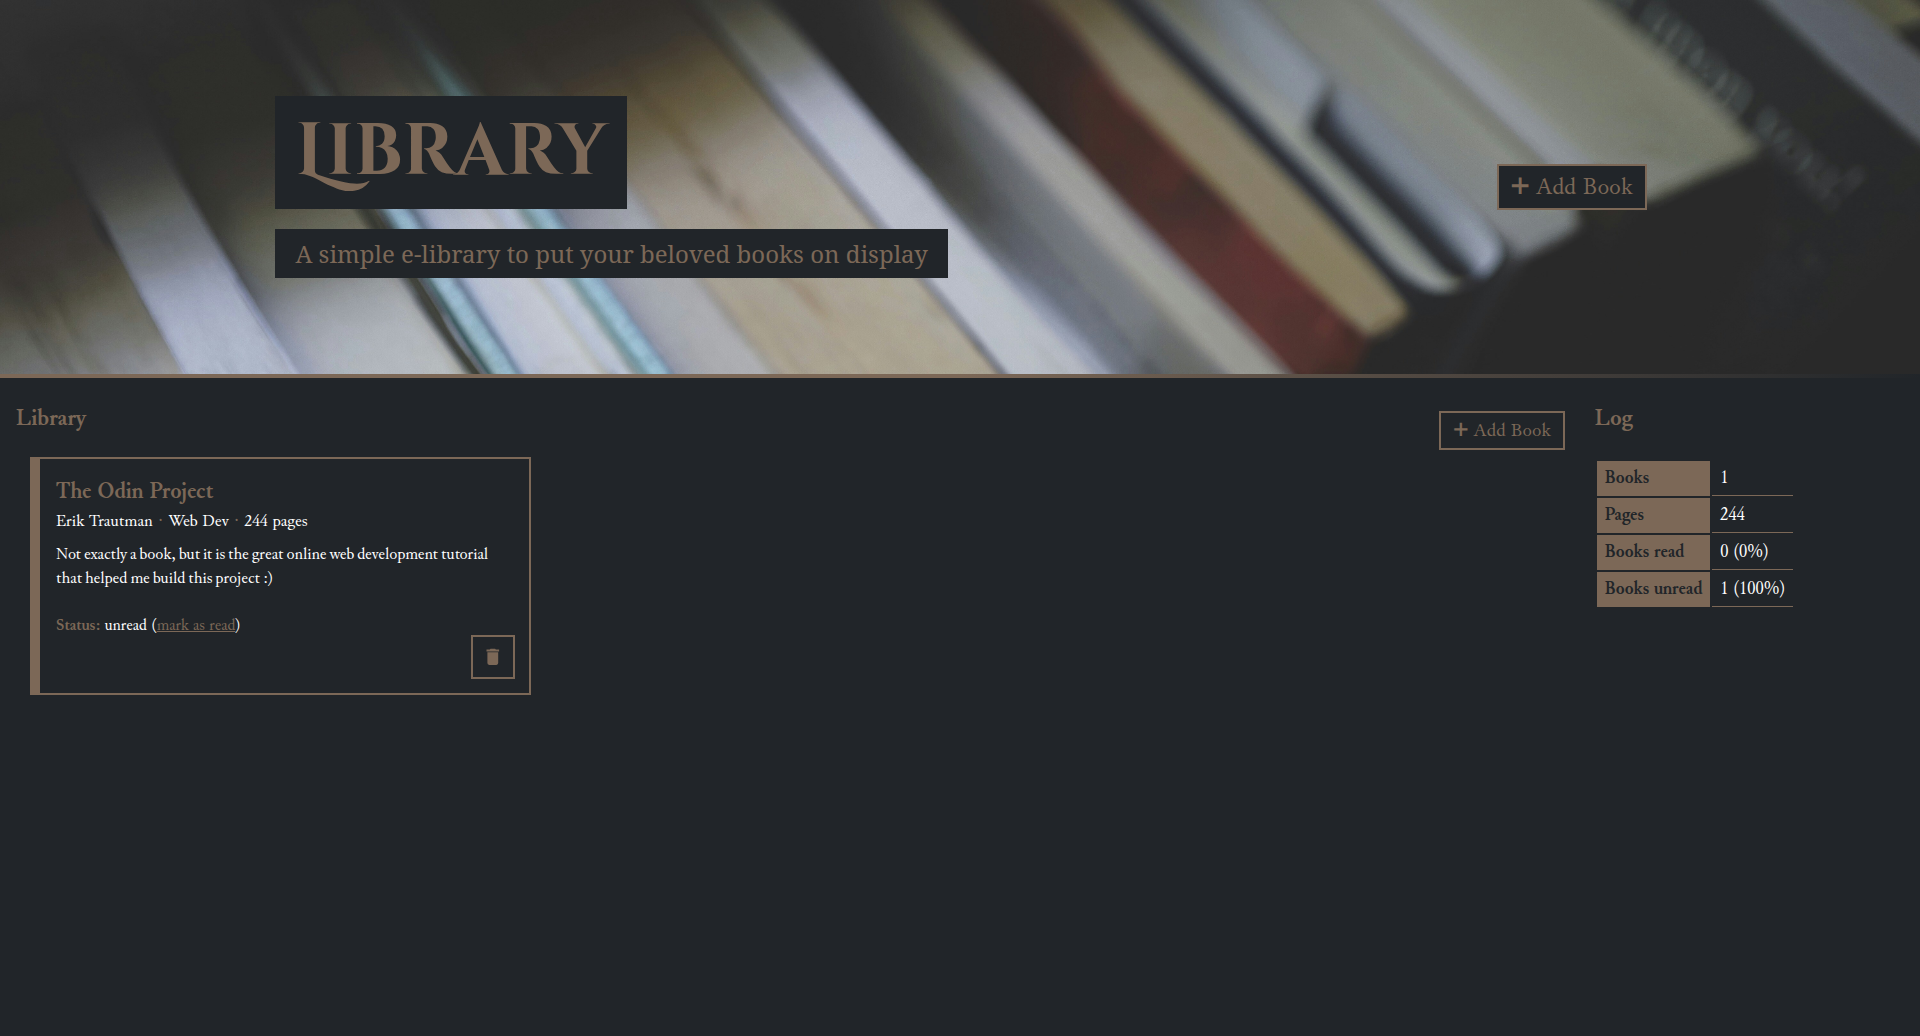 LIBRARY
A simple e-library to put your beloved books on display
+ Add Book
Library
+ Add Book
The Odin Project
Erik Trautman · Web Dev · 244 pages
Not exactly a book, but it is the great online web development tutorial
that helped me build this project :)
Status: unread (mark as read)
Log
Books 1
Pages 244
Books read 0 (0%)
Books unread 1 (100%)